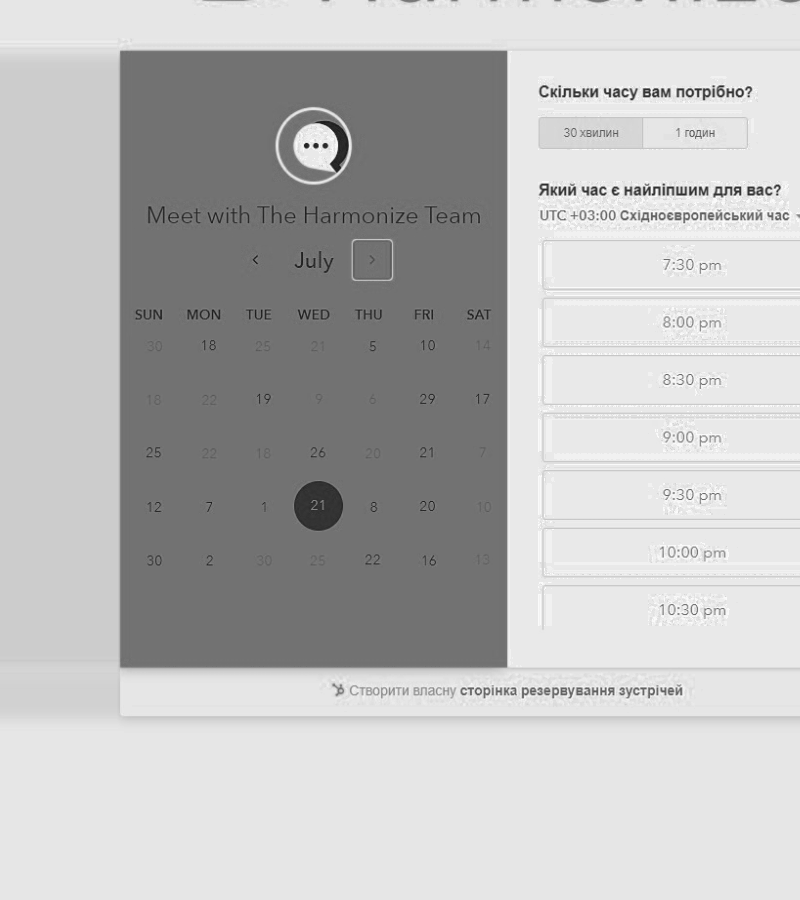 Meet with The Harmonize Team
July
SUN MON TUE WED THU FRI SAT
30 18 25 21 5 10 14
18 22 19 9 6 29 17
25 22 18 26 20 21 7
12 7 1 21 8 20 10
30 2 30 25 22 16 13
Скільки часу вам потрібно?
30 хвилин 1 годин
Який час є найліпшим для вас?
UTC +03:00 Східноєвропейський час
7:30 pm
8:00 pm
8:30 pm
9:00 pm
9:30 pm
10:00 pm
10:30 pm
Створити власну сторінка резервування зустрічей